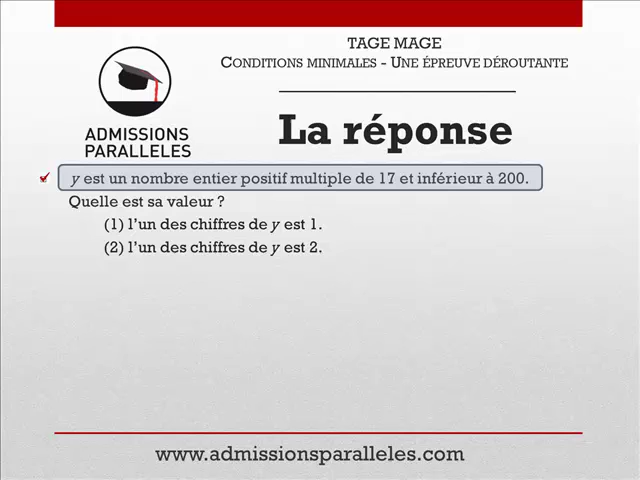 TAGE MAGE
CONDITIONS MINIMALES - UNE ÉPREUVE DÉROUTANTE
ADMISSIONS
PARALLELES
La réponse
y est un nombre entier positif multiple de 17 et inférieur à 200.
Quelle est sa valeur ?
(1) l’un des chiffres de y est 1.
(2) l’un des chiffres de y est 2.
www.admissionsparalleles.com